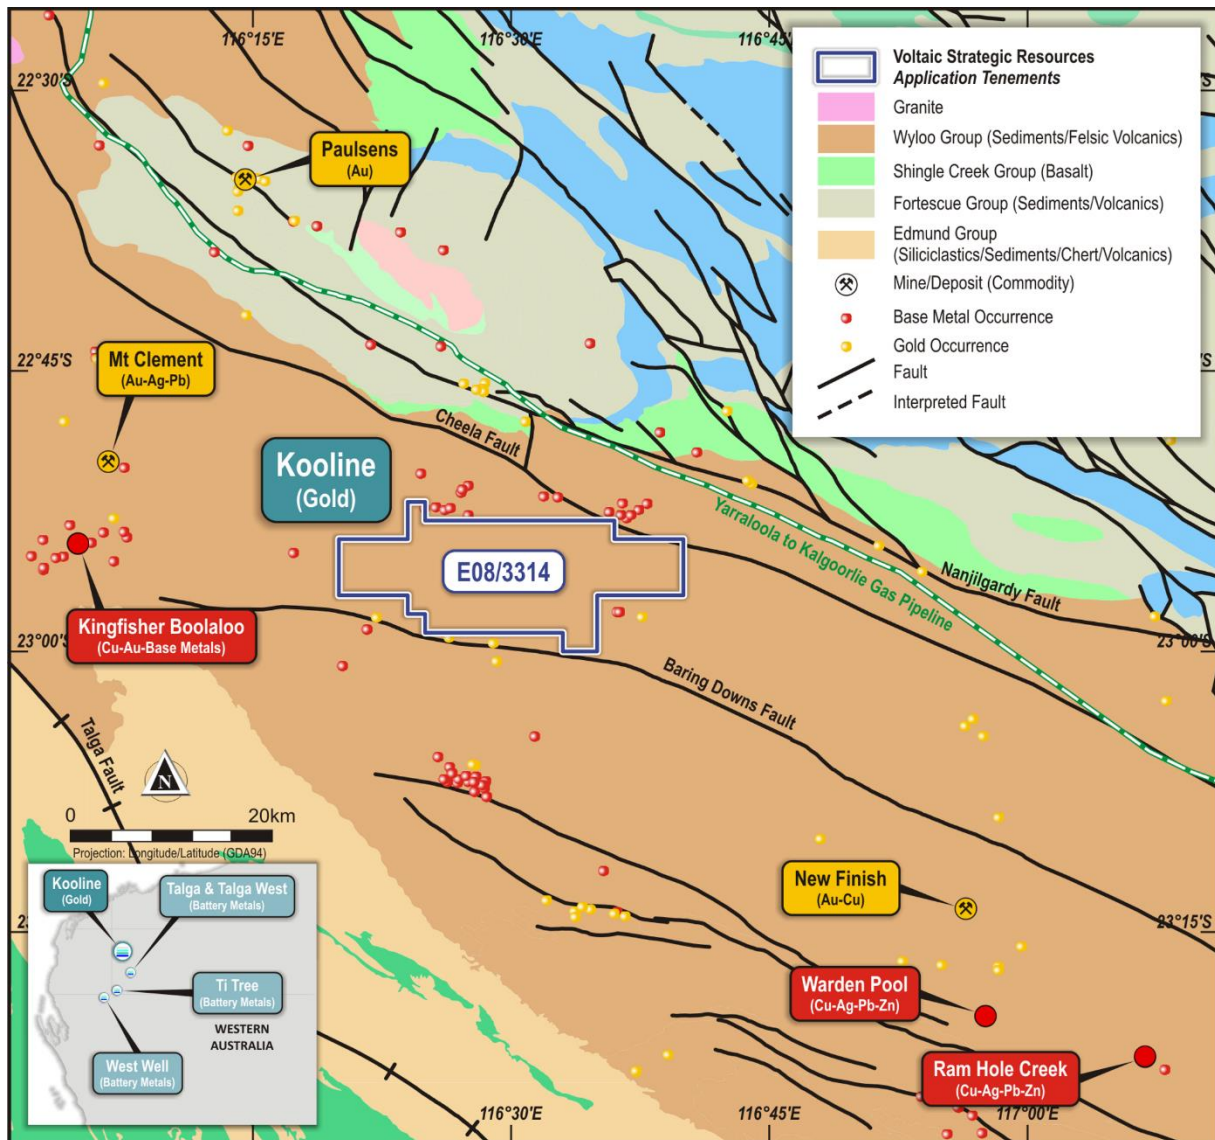 116°15'E
116°30'E
116°45'E
22°30'S
22°45'S
23°00'S
23°00'S
23°15'S
116°30'E
116°45'E
117°00'E
Voltaic Strategic Resources
Application Tenements
Granite
Wyloo Group (Sediments/Felsic Volcanics)
Shingle Creek Group (Basalt)
Fortescue Group (Sediments/Volcanics)
Edmund Group
(Siliciclastics/Sediments/Chert/Volcanics)
Mine/Deposit (Commodity)
Base Metal Occurrence
Gold Occurrence
Fault
Interpreted Fault
Paulsens
(Au)
Mt Clement
(Au-Ag-Pb)
Cheela Fault
Kooline
(Gold)
E08/3314
Yarraloola to Kalgoorlie Gas Pipeline
Nanjilgardy Fault
Kingfisher Boolaloo
(Cu-Au-Base Metals)
Baring Downs Fault
Talga Fault
N
0 20km
Projection: Longitude/Latitude (GDA94)
Kooline
(Gold)
Talga & Talga West
(Battery Metals)
Ti Tree
(Battery Metals)
WESTERN
AUSTRALIA
West Well
(Battery Metals)
New Finish
(Au-Cu)
Warden Pool
(Cu-Ag-Pb-Zn)
Ram Hole Creek
(Cu-Ag-Pb-Zn)